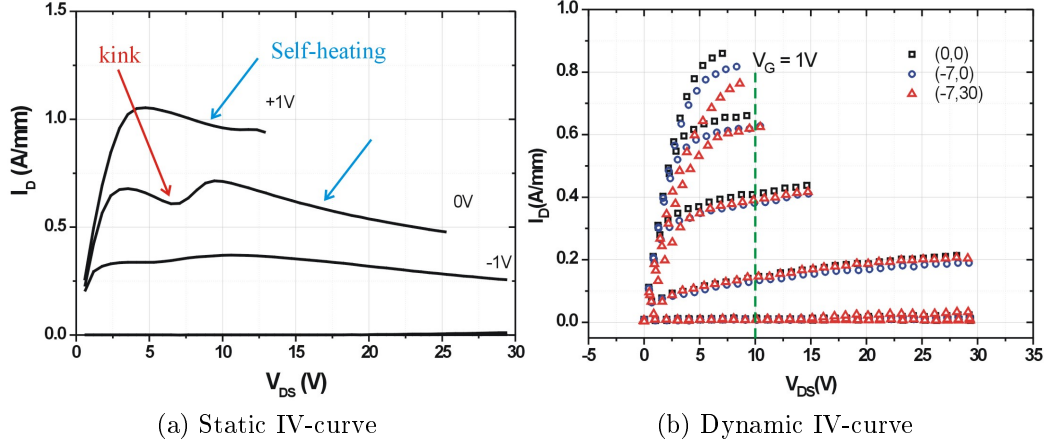 1.5
1.0
0.5
0.0
I_D (A/mm)
0
5
10
15
20
25
30
V_DS (V)
kink
Self-heating
+1V
0V
-1V
(a) Static IV-curve
1.0
0.8
0.6
0.4
0.2
0.0
I_D(A/mm)
-5
0
5
10
15
20
25
30
35
V_DS(V)
V_G = 1V
(0,0)
(-7,0)
(-7,30)
(b) Dynamic IV-curve